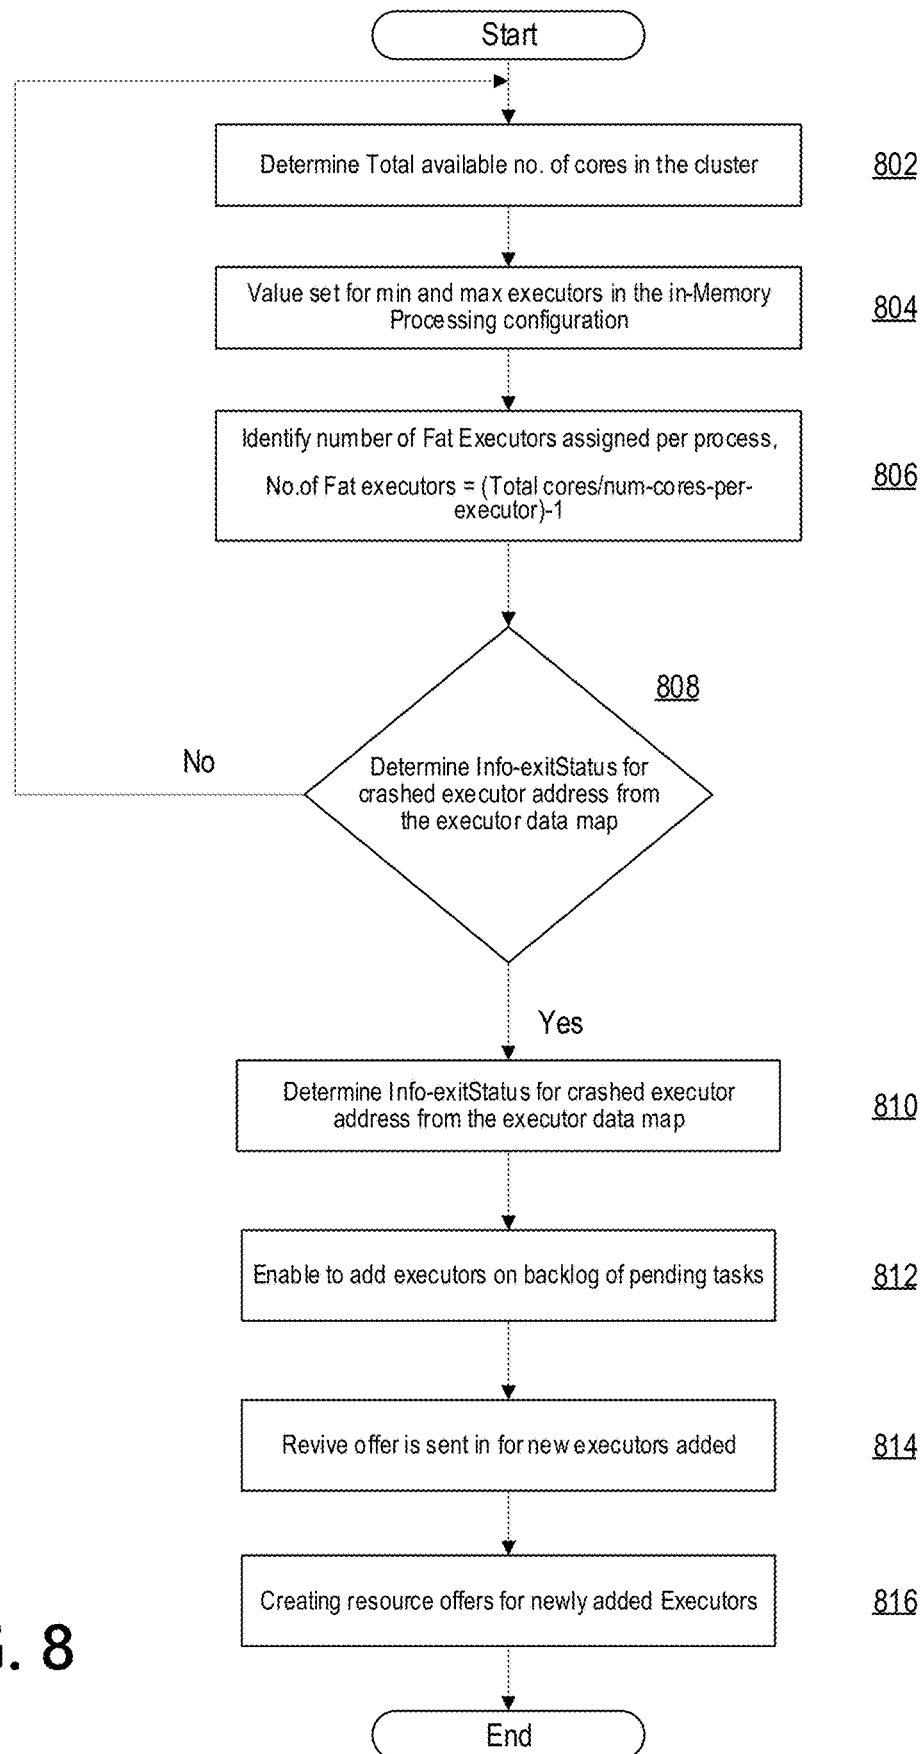 Start
Determine Total available no. of cores in the cluster
802
Value set for min and max executors in the in-Memory
Processing configuration
804
Identify number of Fat Executors assigned per process,
No.of Fat executors = (Total cores/num-cores-per-
executor)-1
806
808
No
Determine Info-exitStatus for
crashed executor address from
the executor data map
Yes
Determine Info-exitStatus for crashed executor
address from the executor data map
810
Enable to add executors on backlog of pending tasks
812
Revive offer is sent in for new executors added
814
Creating resource offers for newly added Executors
816
. 8
End